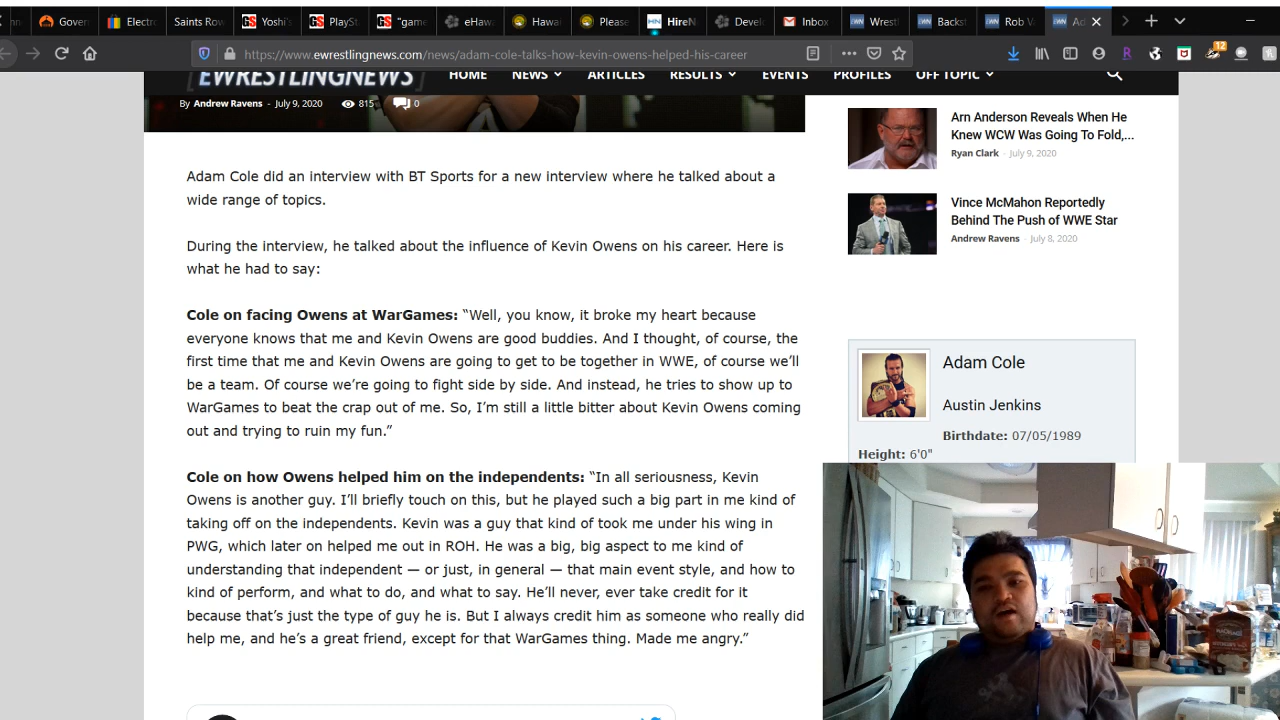 nn
Govern
Electro
Saints Row
Yoshi's
PlaySt
"game
eHaw
Hawai
Please
HireN
Develo
Inbox
Wrestl
Backst
Rob V
Ad
https://www.ewrestlingnews.com/news/adam-cole-talks-how-kevin-owens-helped-his-career
12
EWRESTLINGNEWS
HOME NEWS ARTICLES RESULTS EVENTS PROFILES OFF TOPIC
By Andrew Ravens - July 9, 2020 815 0
Adam Cole did an interview with BT Sports for a new interview where he talked about a
wide range of topics.
During the interview, he talked about the influence of Kevin Owens on his career. Here is
what he had to say:
Cole on facing Owens at WarGames: “Well, you know, it broke my heart because
everyone knows that me and Kevin Owens are good buddies. And I thought, of course, the
first time that me and Kevin Owens are going to get to be together in WWE, of course we’ll
be a team. Of course we’re going to fight side by side. And instead, he tries to show up to
WarGames to beat the crap out of me. So, I’m still a little bitter about Kevin Owens coming
out and trying to ruin my fun.”
Cole on how Owens helped him on the independents: “In all seriousness, Kevin
Owens is another guy. I’ll briefly touch on this, but he played such a big part in me kind of
taking off on the independents. Kevin was a guy that kind of took me under his wing in
PWG, which later on helped me out in ROH. He was a big, big aspect to me kind of
understanding that independent — or just, in general — that main event style, and how to
kind of perform, and what to do, and what to say. He’ll never, ever take credit for it
because that’s just the type of guy he is. But I always credit him as someone who really did
help me, and he’s a great friend, except for that WarGames thing. Made me angry.”
Arn Anderson Reveals When He
Knew WCW Was Going To Fold,...
Ryan Clark - July 9, 2020
Vince McMahon Reportedly
Behind The Push of WWE Star
Andrew Ravens - July 8, 2020
Adam Cole
Austin Jenkins
Birthdate: 07/05/1989
Height: 6'0"